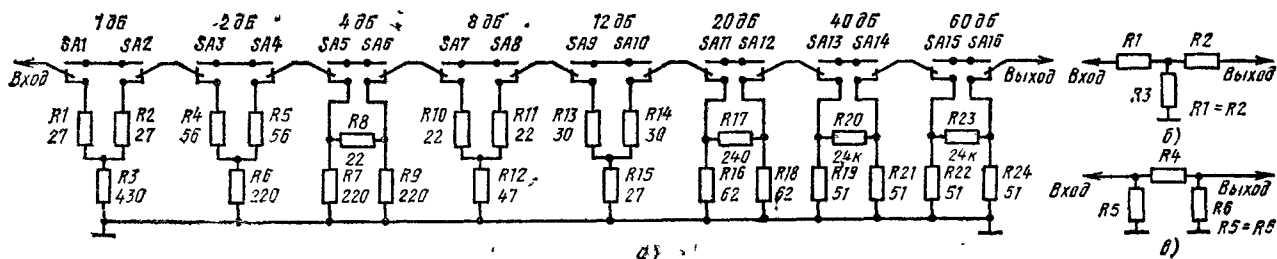 1 дБ 2 дБ 4 дБ 8 дБ 12 дБ 20 дБ 40 дБ 60 дБ
SA1 SA2 SA3 SA4 SA5 SA6 SA7 SA8 SA9 SA10 SA11 SA12 SA13 SA14 SA15 SA16
Вход
Выход
R1 27
R2 27
R3 430
R4 56
R5 56
R6 220
R8 22
R7 220
R9 220
R10 22
R11 22
R12 47
R13 30
R14 30
R15 27
R17 240
R16 62
R18 62
R20 24к
R19 51
R21 51
R23 24к
R22 51
R24 51
а)
R1 R2
Вход
Выход
R3
R1=R2
б)
R4
Вход
Выход
R5
R6
R5=R6
в)